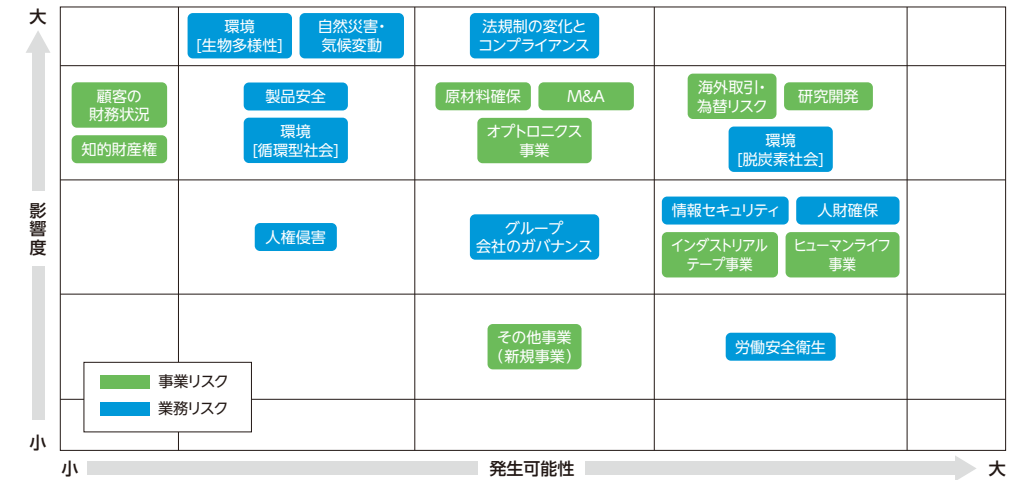 大
環境
[生物多様性]
自然災害・
気候変動
法規制の変化と
コンプライアンス
顧客の
財務状況
知的財産権
製品安全
環境
[循環型社会]
原材料確保
M&A
オプトロニクス
事業
海外取引・
為替リスク
研究開発
環境
[脱炭素社会]
影響度
人権侵害
グループ
会社のガバナンス
情報セキュリティ
人財確保
インダストリアル
テープ事業
ヒューマンライフ
事業
その他事業
(新規事業)
労働安全衛生
事業リスク
業務リスク
小
小
発生可能性
大